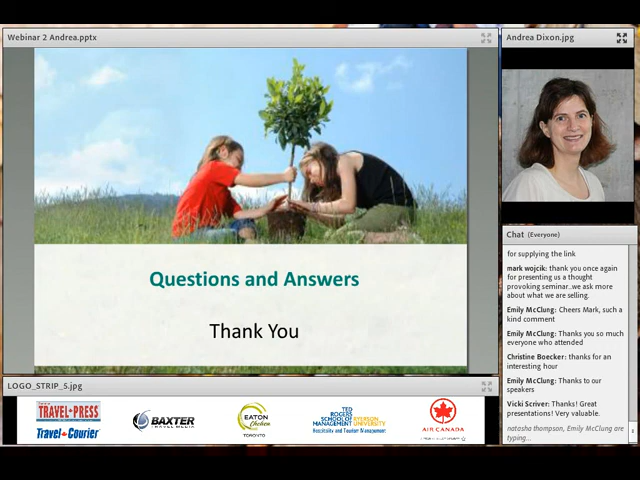 Webinar 2 Andrea.pptx
Questions and Answers
Thank You
LOGO_STRIP_5.jpg
TRAVEL PRESS
Travel Courier
BAXTER
TRAVEL MEDIA
EATON
Chelsea
TORONTO
TED
ROGERS
SCHOOL OF
MANAGEMENT
RYERSON
UNIVERSITY
Hospitality and Tourism Management
AIR CANADA
Andrea Dixon.jpg
Chat (Everyone)
for supplying the link
mark wojcik: thank you once again
for presenting us a thought
provoking seminar...we ask more
about what we are selling.
Emily McClung: Cheers Mark, such a
kind comment
Emily McClung: Thanks you so much
everyone who attended
Christine Boecker: thanks for an
interesting hour
Emily McClung: Thanks to our
speakers
Vicki Scriver: Thanks! Great
presentations! Very valuable.
natasha thompson, Emily McClung are
typing...